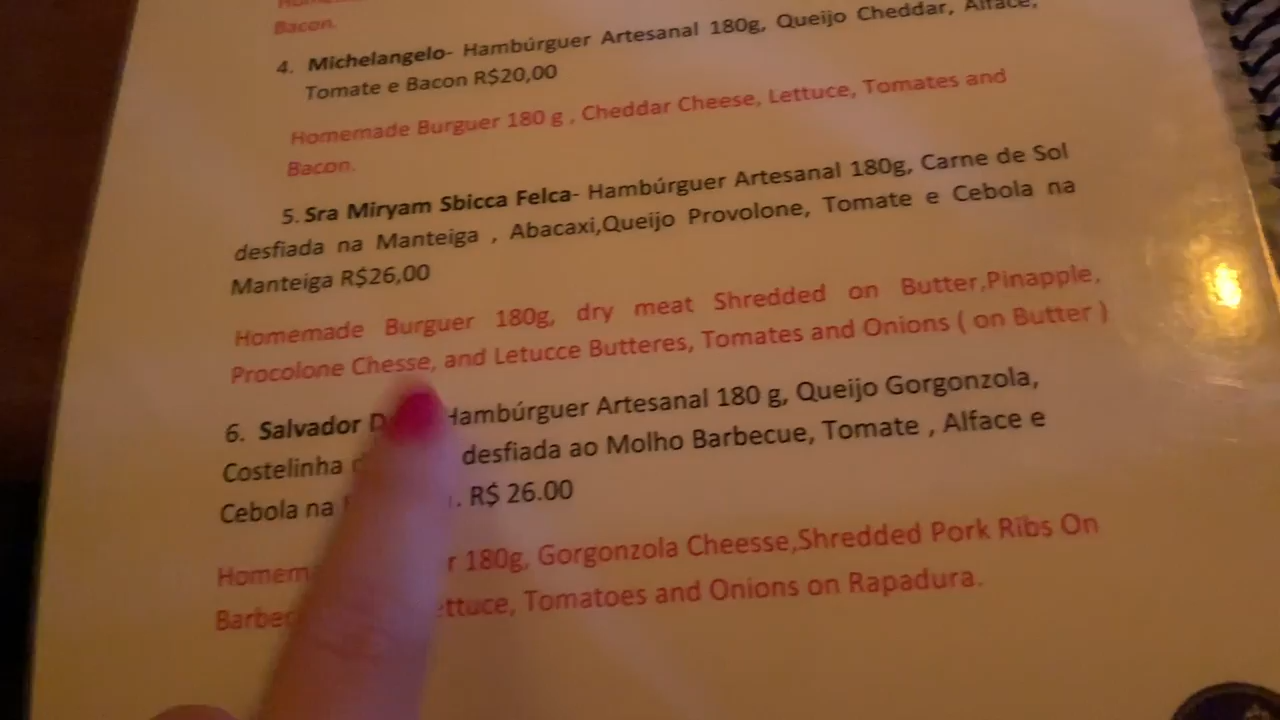 Bacon.
4. Michelangelo- Hambúrguer Artesanal 180g, Queijo Cheddar, Alface,
Tomate e Bacon R$20,00
Homemade Burguer 180 g , Cheddar Cheese, Lettuce, Tomates and
Bacon.
5. Sra Miryam Sbicca Felca- Hambúrguer Artesanal 180g, Carne de Sol
desfiada na Manteiga , Abacaxi,Queijo Provolone, Tomate e Cebola na
Manteiga R$26,00
Homemade Burguer 180g, dry meat Shredded on Butter,Pinapple,
Procolone Chesse, and Letucce Butteres, Tomates and Onions ( on Butter )
6. Salvador Hambúrguer Artesanal 180 g, Queijo Gorgonzola,
Costelinha desfiada ao Molho Barbecue, Tomate , Alface e
Cebola na . R$ 26.00
180g, Gorgonzola Cheesse,Shredded Pork Ribs On
Tomatoes and Onions on Rapadura.